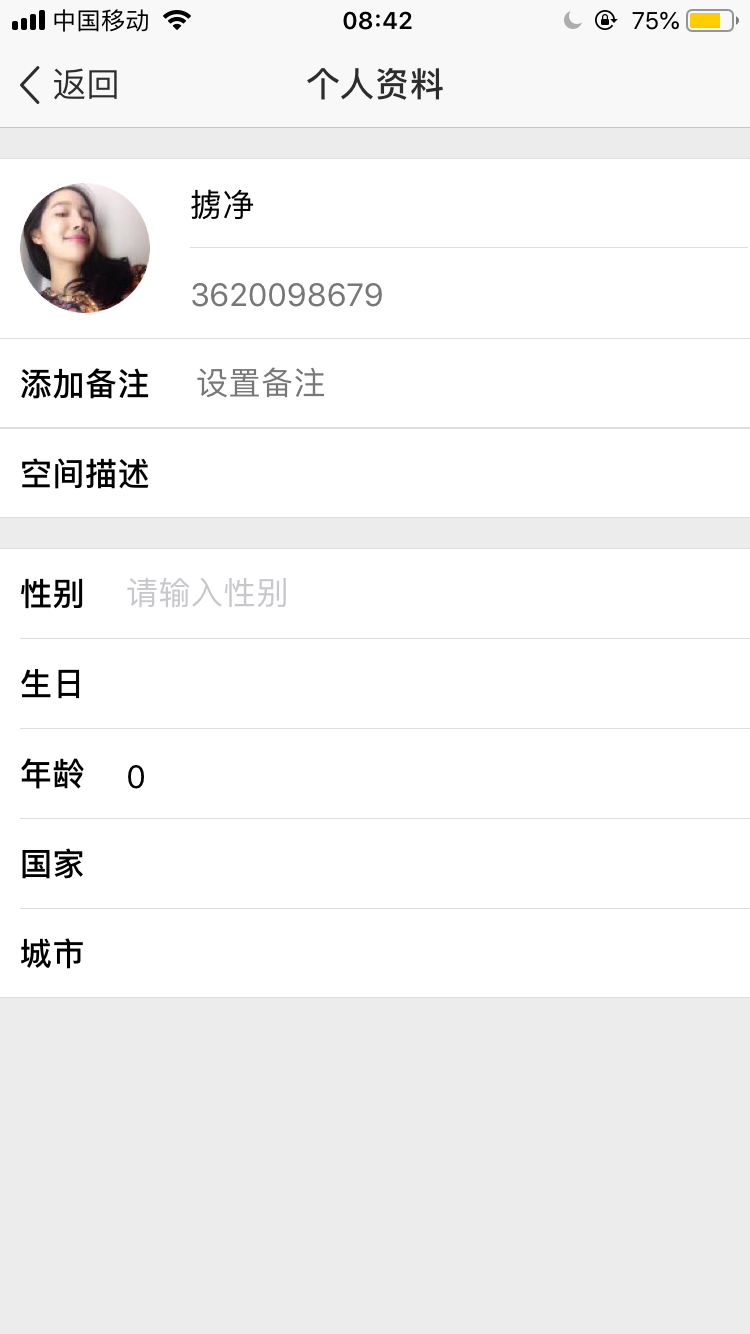 中国移动 08:42 75%
返回 个人资料
掳净
3620098679
添加备注 设置备注
空间描述
性别 请输入性别
生日
年龄 0
国家
城市